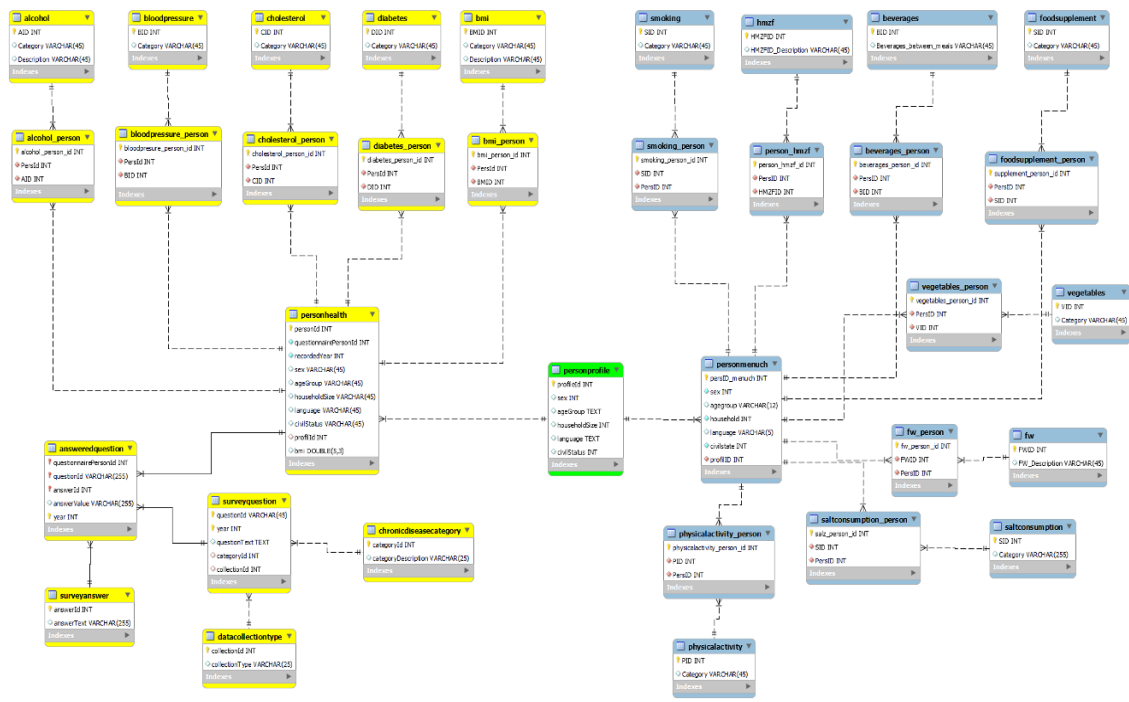 alcohol
AID INT
Category VARCHAR(45)
Description VARCHAR(45)
Indexes
bloodpressure
BID INT
Category VARCHAR(45)
Indexes
cholesterol
CID INT
Category VARCHAR(45)
Indexes
diabetes
DID INT
Category VARCHAR(45)
Indexes
bmi
BMID INT
Category VARCHAR(45)
Description VARCHAR(45)
Indexes
smoking
SID INT
Category VARCHAR(45)
Indexes
hmzf
HMZFID INT
HMZFID_Description VARCHAR(45)
Indexes
beverages
BID INT
Beverages_between_meals VARCHAR(45)
Indexes
foodsupplement
SID INT
Category VARCHAR(45)
Indexes
alcohol_person
alcohol_person_id INT
PersId INT
AID INT
Indexes
bloodpressure_person
bloodpresure_person_id INT
PersId INT
BID INT
Indexes
cholesterol_person
cholesterol_person_id INT
PersId INT
CID INT
Indexes
diabetes_person
diabetes_person_id INT
PersId INT
DID INT
Indexes
bmi_person
bmi_person_id INT
PersId INT
BMID INT
Indexes
smoking_person
smoking_person_id INT
SID INT
PersID INT
Indexes
person_hmzf
person_hmzf_id INT
PersID INT
HMZFID INT
Indexes
beverages_person
beverages_person_id INT
PersID INT
BID INT
Indexes
foodsupplement_person
supplement_person_id INT
PersID INT
SID INT
Indexes
vegetables_person
vegetables_person_id INT
PersID INT
VID INT
Indexes
vegetables
VID INT
Category VARCHAR(45)
Indexes
personhealth
personId INT
questionnairePersonId INT
recordedYear INT
sex VARCHAR(45)
ageGroup VARCHAR(45)
householdSize VARCHAR(45)
language VARCHAR(45)
civilStatus VARCHAR(45)
profilId INT
bmi DOUBLE(3,3)
Indexes
personprofile
profileId INT
sex INT
ageGroup TEXT
householdSize INT
language TEXT
civilStatus INT
Indexes
personmenuch
persID_menuch INT
sex INT
agegroup VARCHAR(12)
household INT
language VARCHAR(5)
civilstate INT
profilID INT
Indexes
fw_person
fw_person_id INT
FWID INT
PersID INT
Indexes
fw
FWID INT
FW_Description VARCHAR(45)
Indexes
answeredquestion
questionnairePersonId INT
questionId VARCHAR(255)
answerId INT
answerValue VARCHAR(255)
year INT
Indexes
surveyquestion
questionId VARCHAR(45)
year INT
questionText TEXT
categoryId INT
collectionId INT
Indexes
chronicdiseasecategory
categoryId INT
categoryDescription VARCHAR(25)
Indexes
physicalactivity_person
physicalactivity_person_id INT
PID INT
PersID INT
Indexes
saltconsumption_person
salz_person_id INT
SID INT
PersID INT
Indexes
saltconsumption
SID INT
Category VARCHAR(255)
Indexes
surveyanswer
answerId INT
answerText VARCHAR(255)
Indexes
datacollectiontype
collectionId INT
collectionType VARCHAR(25)
Indexes
physicalactivity
PID INT
Category VARCHAR(45)
Indexes